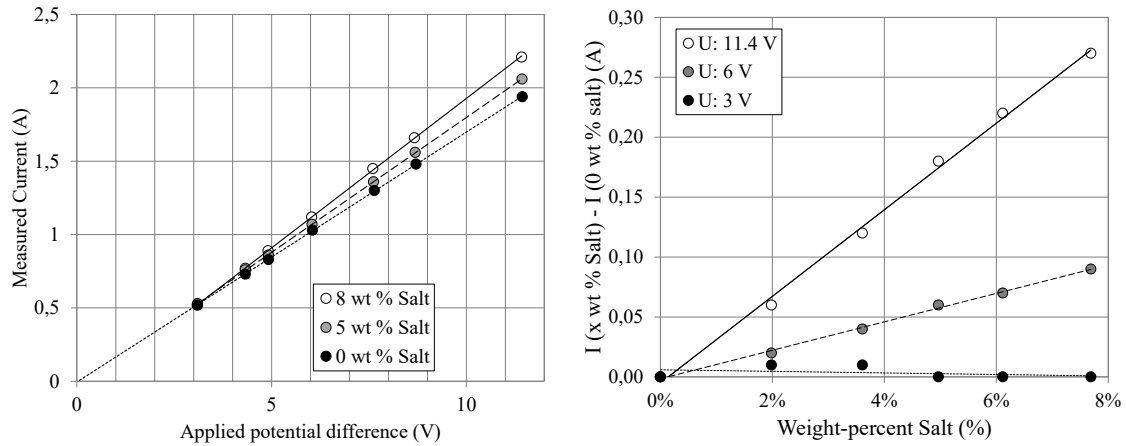 2,5
2
1,5
1
0,5
0
0
5
10
Measured Current (A)
Applied potential difference (V)
8 wt % Salt
5 wt % Salt
0 wt % Salt
0,30
0,25
0,20
0,15
0,10
0,05
0,00
0%
2%
4%
6%
8%
I (x wt % Salt) - I (0 wt % salt) (A)
Weight-percent Salt (%)
U: 11.4 V
U: 6 V
U: 3 V